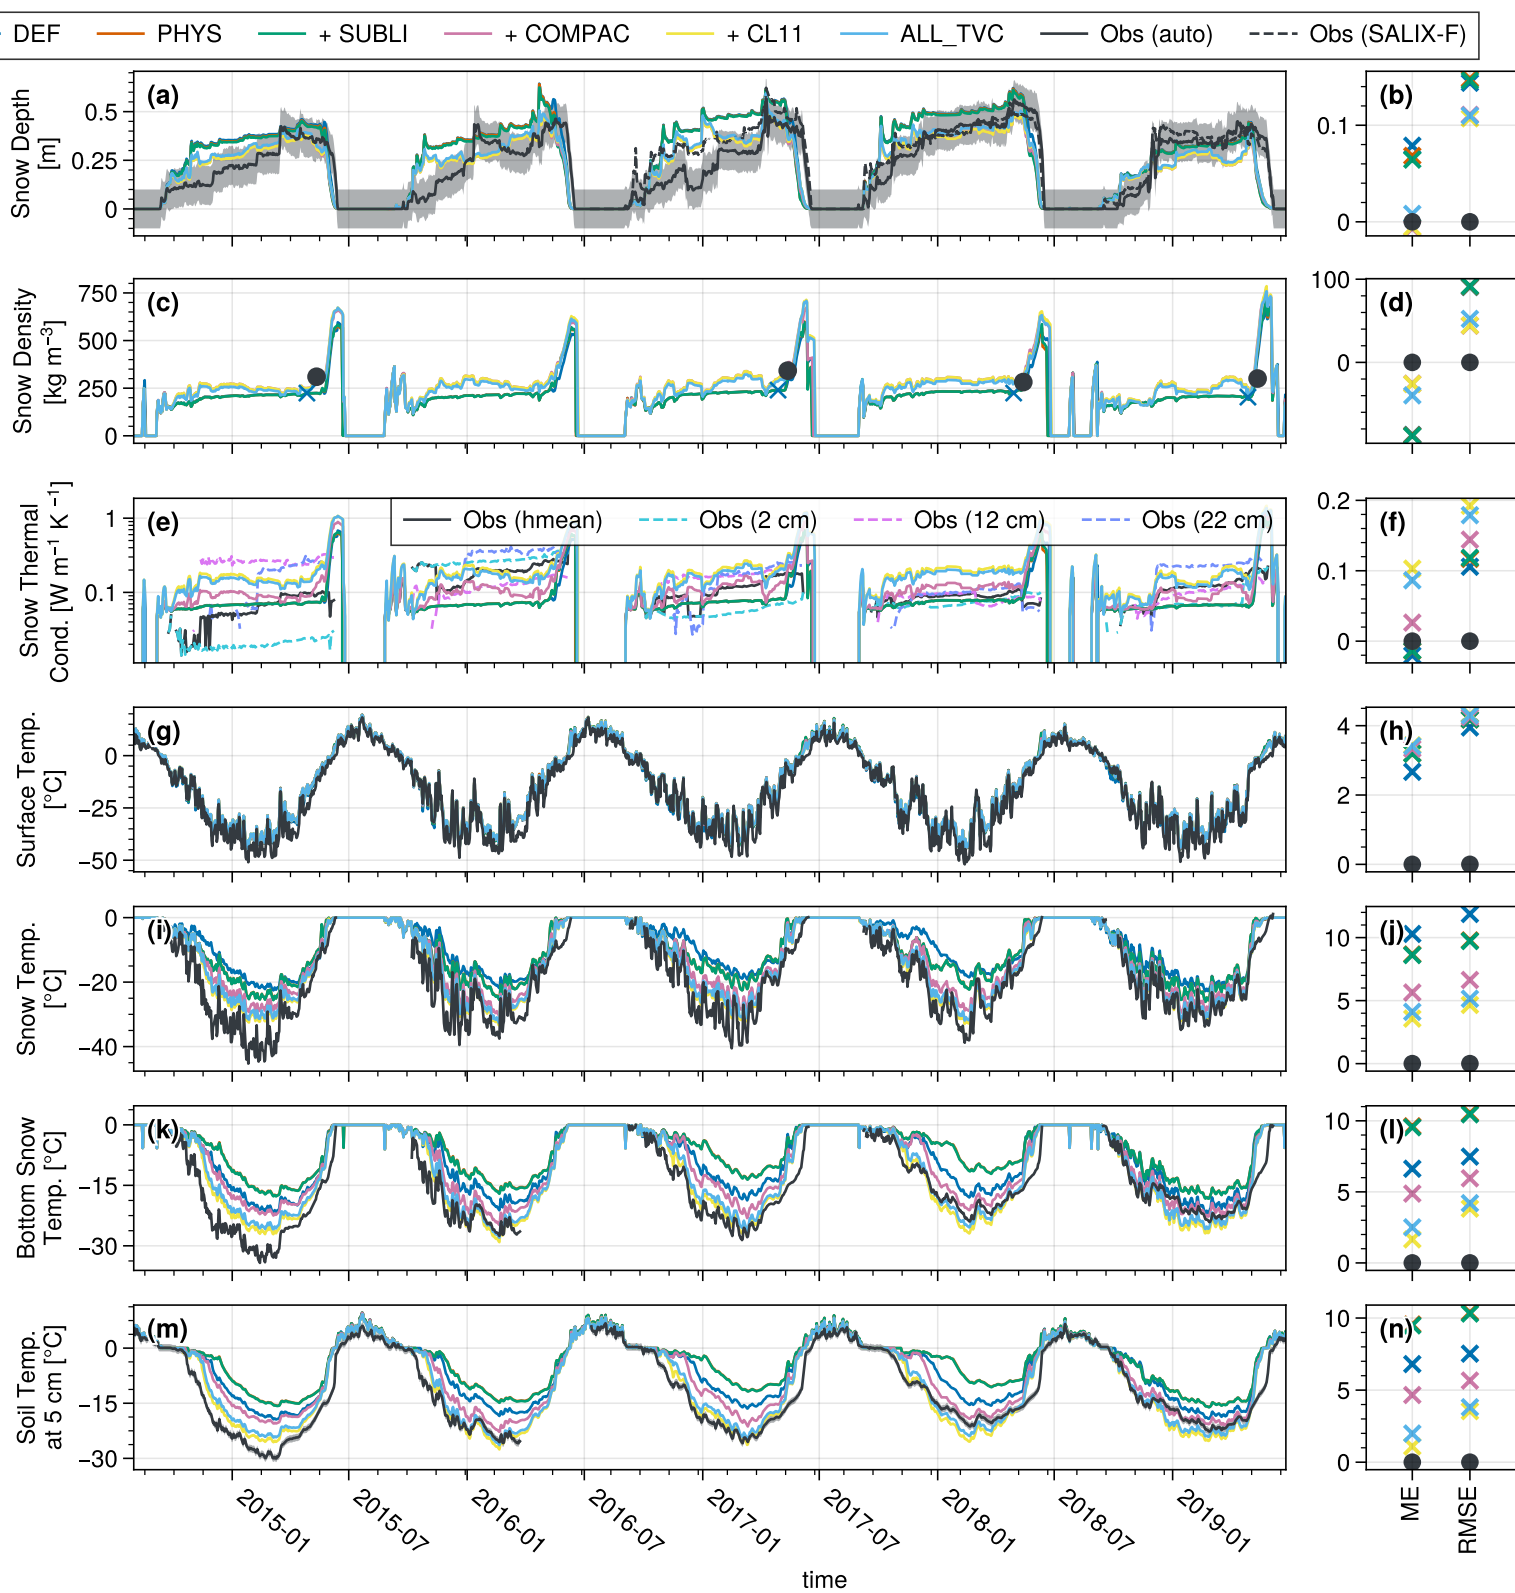 DEF PHYS + SUBLI + COMPAC + CL11 ALL_TVC Obs (auto) Obs (SALIX-F)
Snow Depth
[m]
0.5
0.25
0
(a)
(b)
0.1
0
Snow Density
[kg m⁻³]
750
500
250
0
(c)
(d)
100
0
Snow Thermal
Cond. [W m⁻¹ K⁻¹]
1
0.1
(e)
Obs (hmean) Obs (2 cm) Obs (12 cm) Obs (22 cm)
(f)
0.2
0.1
0
Surface Temp.
[°C]
0
−25
−50
(g)
(h)
4
2
0
Snow Temp.
[°C]
0
−20
−40
(i)
(j)
10
5
0
Bottom Snow
Temp. [°C]
0
−15
−30
(k)
(l)
10
5
0
Soil Temp.
at 5 cm [°C]
0
−15
−30
(m)
(n)
10
5
0
2015-01
2015-07
2016-01
2016-07
2017-01
2017-07
2018-01
2018-07
2019-01
ME
RMSE
time